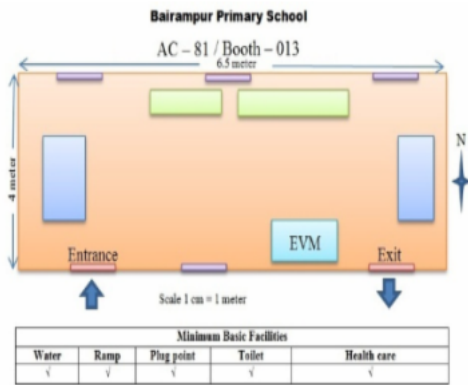 Bairampur Primary School
AC – 81 / Booth – 013
6.5 meter
4 meter
N
EVM
Entrance
Exit
Scale 1 cm = 1 meter
Minimum Basic Facilities
Water Ramp Plug point Toilet Health care
√ √ √ √ √